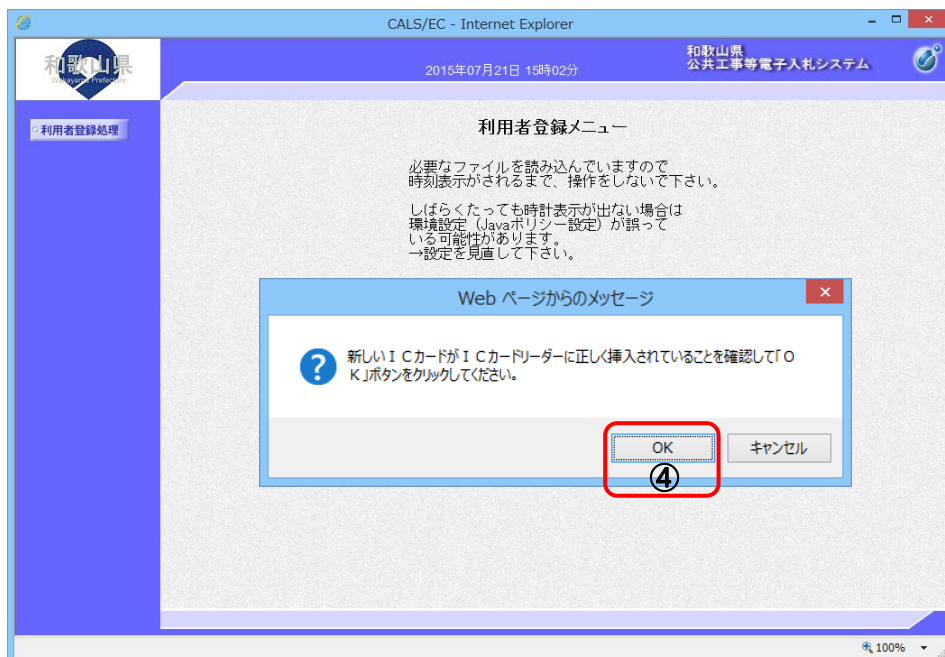 CALS/EC - Internet Explorer
和歌山県
Wakayama Prefecture
2015年07月21日 15時02分
和歌山県
公共工事等電子入札システム
利用者登録処理
利用者登録メニュー
必要なファイルを読み込んでいますので
時刻表示がされるまで、操作をしないで下さい。
しばらくたっても時計表示が出ない場合は
環境設定（Javaポリシー設定）が誤って
いる可能性があります。
→設定を見直して下さい。
Web ページからのメッセージ
新しいＩＣカードがＩＣカードリーダーに正しく挿入されていることを確認して「Ｏ
Ｋ」ボタンをクリックしてください。
OK
キャンセル
④
100%